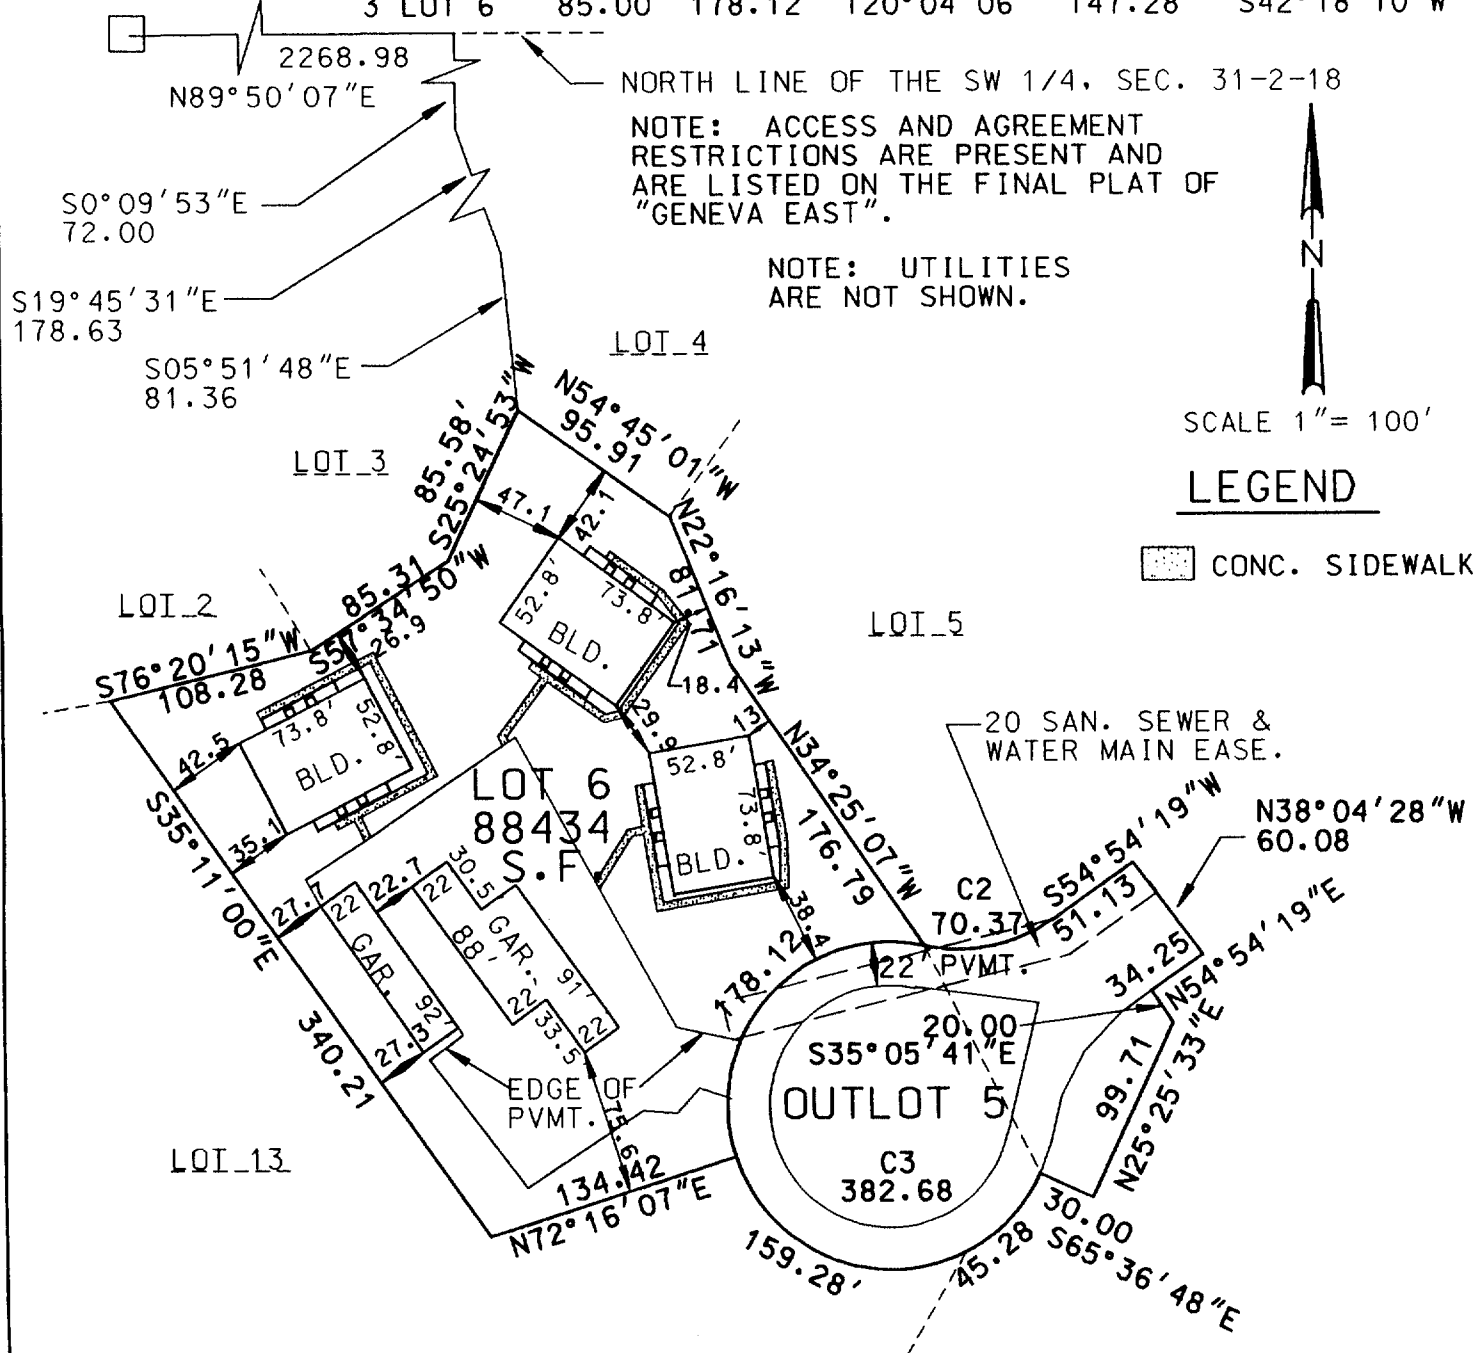 3 LOT 6 85.00 178.12 120°04'06" 147.28 S42°18'10"W
2268.98
N89°50'07"E
NORTH LINE OF THE SW 1/4, SEC. 31-2-18
NOTE: ACCESS AND AGREEMENT
RESTRICTIONS ARE PRESENT AND
ARE LISTED ON THE FINAL PLAT OF
"GENEVA EAST".
S0°09'53"E
72.00
NOTE: UTILITIES
ARE NOT SHOWN.
N
S19°45'31"E
178.63
S05°51'48"E
81.36
LOT 4
SCALE 1"= 100'
LEGEND
CONC. SIDEWALK
LOT 3
85.58'
S25°24'53"W
N54°45'01"W
95.91
47.1
42.1
N22°16'13"W
81.71
LOT 2
85.31
S57°34'50"W
26.9
52.8'
73.8
BLD.
LOT 5
S76°20'15"W
108.28
18.4
29.9
13
20 SAN. SEWER &
WATER MAIN EASE.
42.5
73.8'
52.8'
BLD.
52.8'
73.8'
BLD.
N34°25'07"W
176.79
LOT 6
88434
S.F
S35°11'00"E
340.21
35.1
27.7
22.7
30.5
22
22
GAR.
92'
88'
GAR.
91'
22
22
33.5
27.3
38.4
178.12
C2
70.37
S54°54'19"W
51.13
N38°04'28"W
60.08
22' PVMT.
34.25
N54°54'19"E
20.00
S35°05'41"E
OUTLOT 5
99.71
N25°25'33"E
EDGE OF
PVMT.
75.6
C3
382.68
LOT 13
134.42
N72°16'07"E
159.28'
45.28
30.00
S65°36'48"E